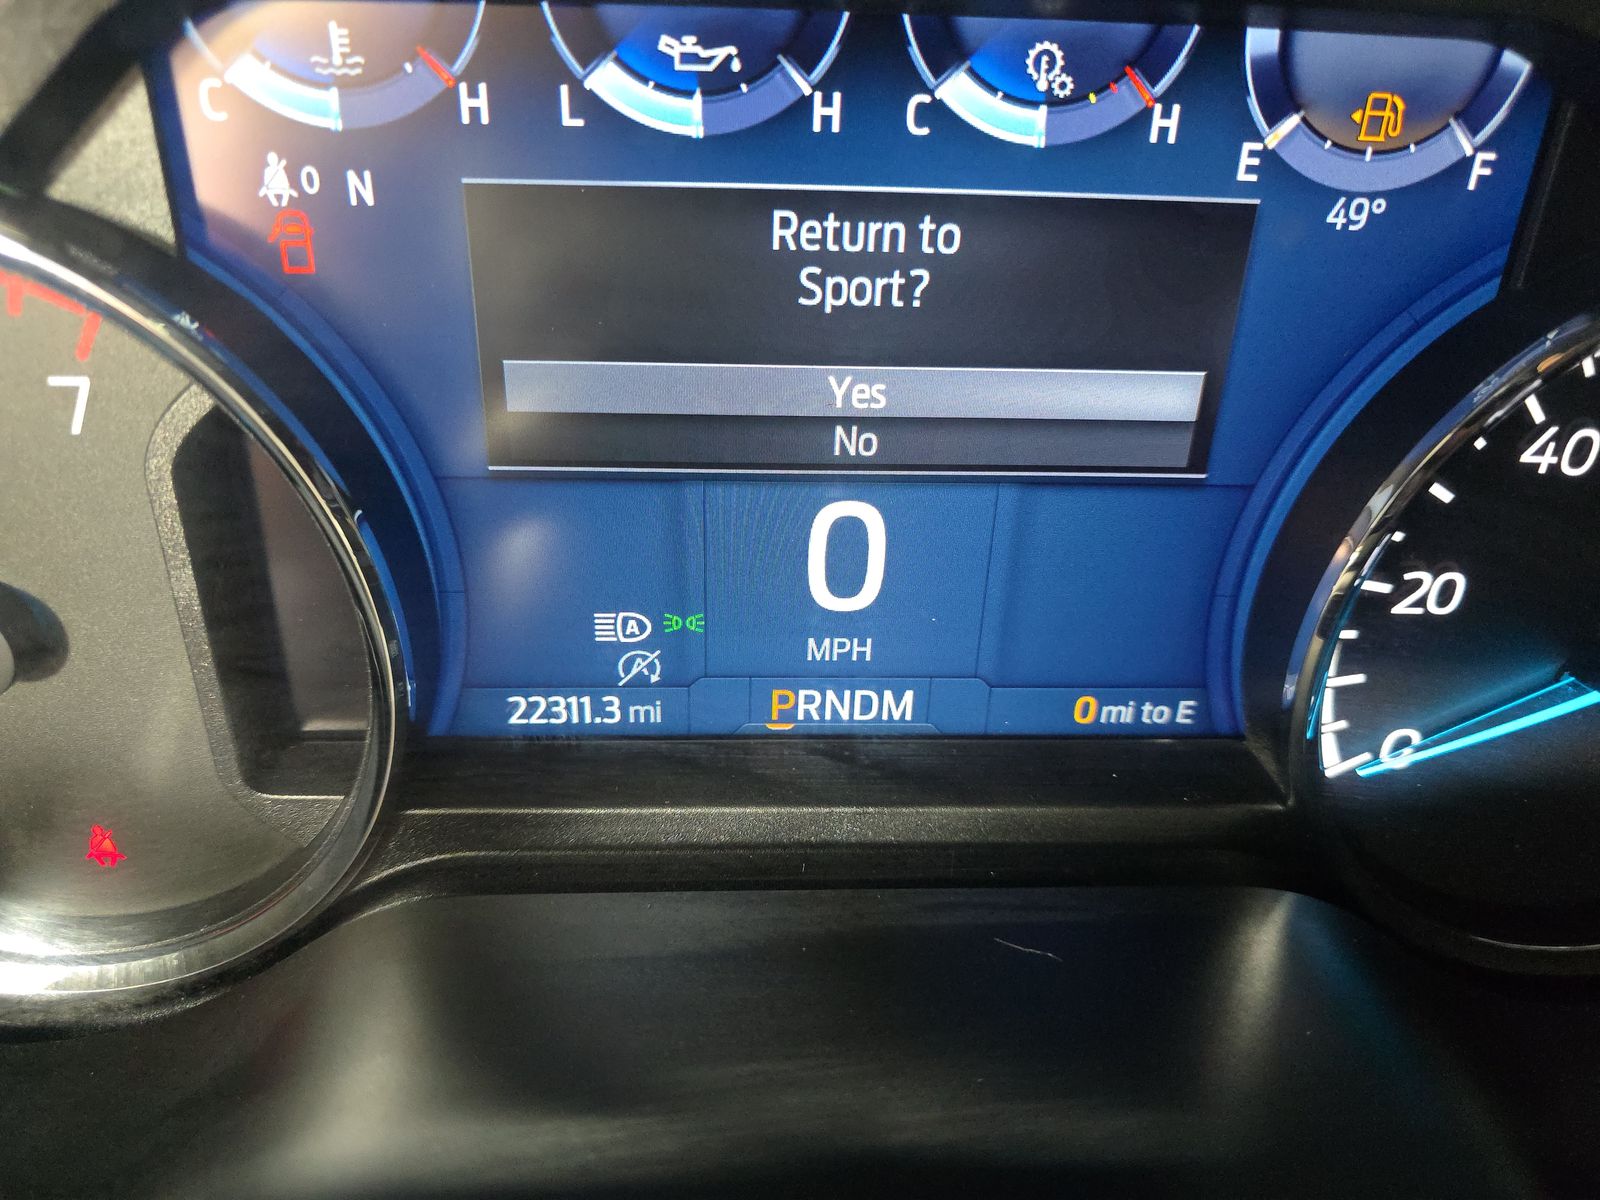 C H L H C H E F
0 N 49°
Return to
Sport?
7
Yes
No
40
0
20
A
MPH
A
22311.3 mi PRNDM 0 mi to E
0